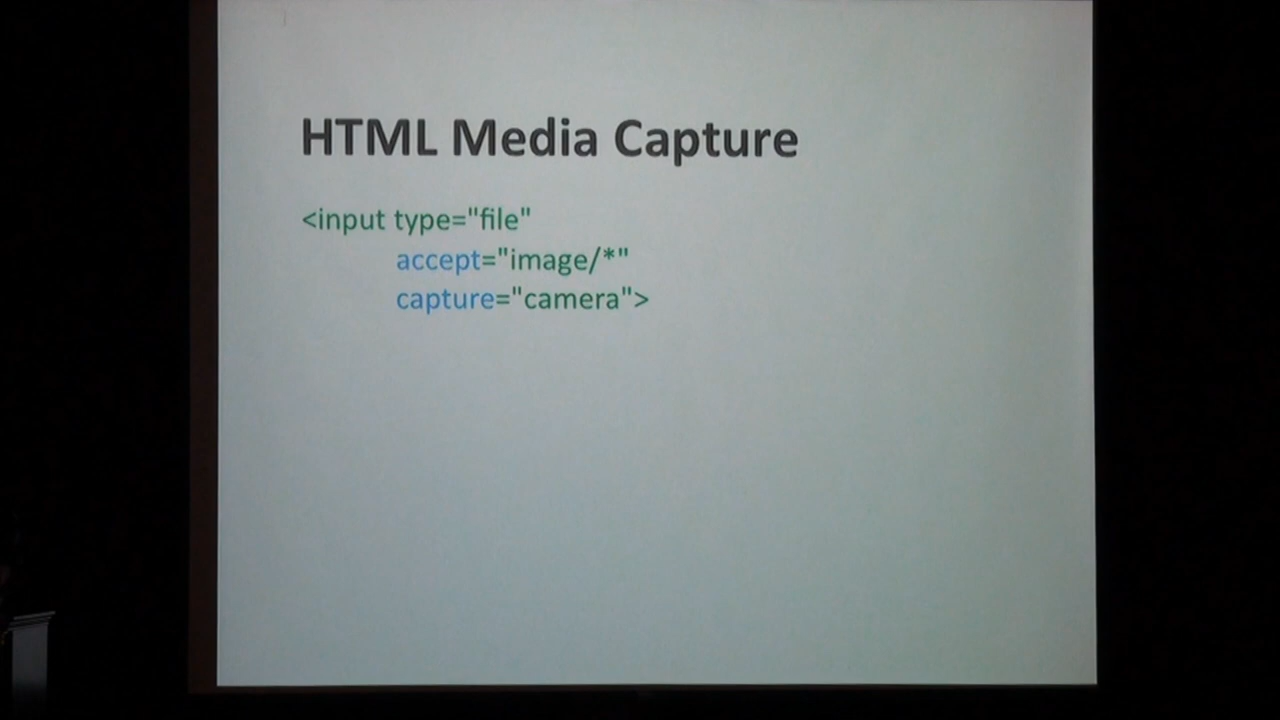 HTML Media Capture
<input type="file"
accept="image/*"
capture="camera">